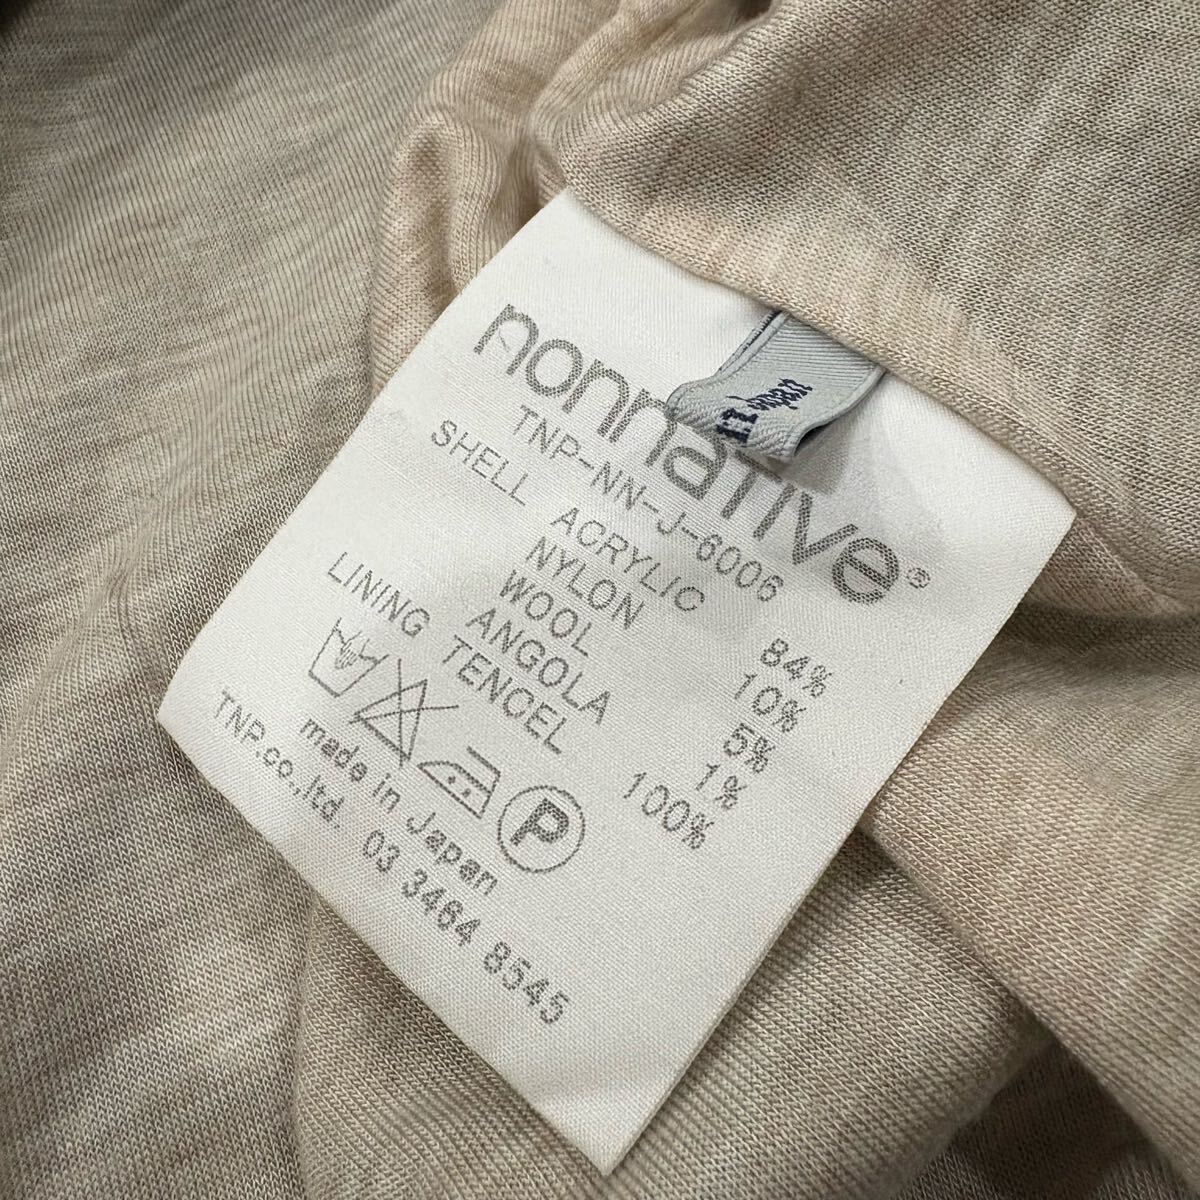 nonnative®
TNP-NN-J-6006
SHELL ACRYLIC 84%
NYLON 10%
WOOL 5%
ANGOLA 1%
LINING TENCEL 100%
P
made in Japan
TNP.co.,ltd. 03 3464 8545